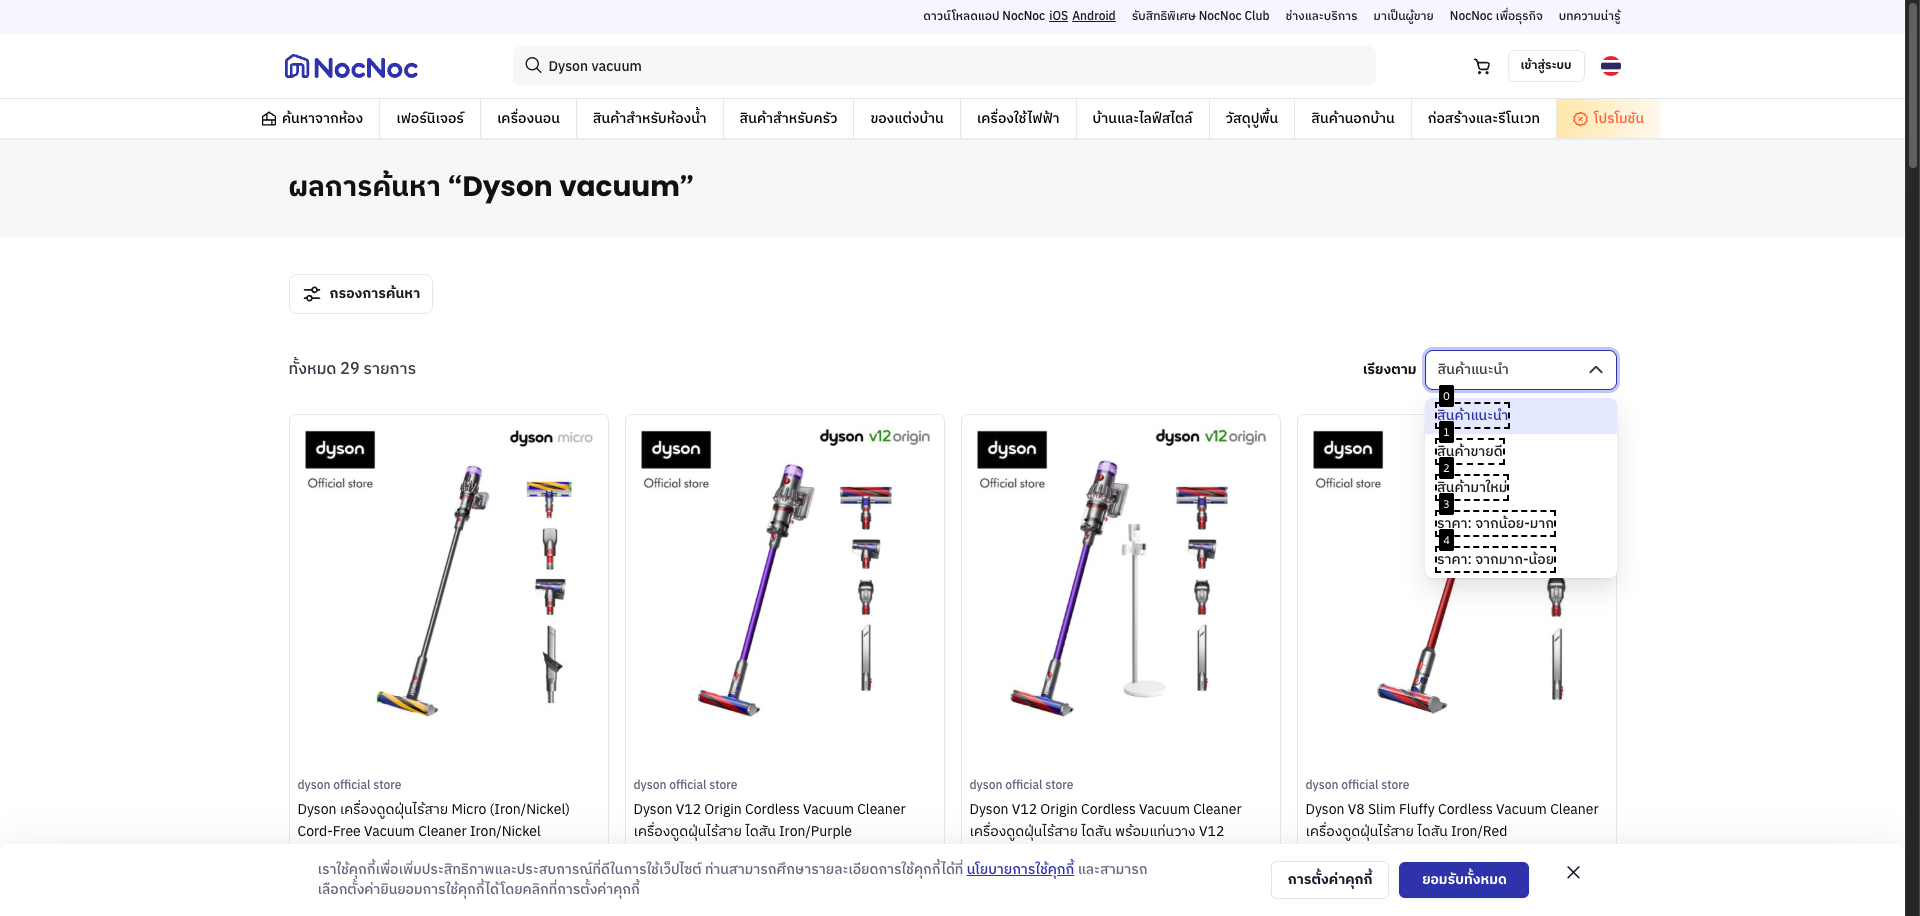 ดาวน์โหลดแอป NocNoc iOS Android รับสิทธิพิเศษ NocNoc Club ช่างและบริการ มาเป็นผู้ขาย NocNoc เพื่อธุรกิจ บทความน่ารู้
NocNoc
Dyson vacuum
เข้าสู่ระบบ
ค้นหาจากห้อง เฟอร์นิเจอร์ เครื่องนอน สินค้าสำหรับห้องน้ำ สินค้าสำหรับครัว ของแต่งบ้าน เครื่องใช้ไฟฟ้า บ้านและไลฟ์สไตล์ วัสดุปูพื้น สินค้านอกบ้าน ก่อสร้างและรีโนเวท โปรโมชัน
ผลการค้นหา “Dyson vacuum”
กรองการค้นหา
ทั้งหมด 29 รายการ
เรียงตาม สินค้าแนะนำ
0
สินค้าแนะนำ
1
สินค้าขายดี
2
สินค้ามาใหม่
3
ราคา: จากน้อย-มาก
4
ราคา: จากมาก-น้อย
dyson
Official store
dyson micro
dyson
Official store
dyson v12 origin
dyson
Official store
dyson v12 origin
dyson
Official store
dyson official store
Dyson เครื่องดูดฝุ่นไร้สาย Micro (Iron/Nickel)
Cord-Free Vacuum Cleaner Iron/Nickel
dyson official store
Dyson V12 Origin Cordless Vacuum Cleaner
เครื่องดูดฝุ่นไร้สาย ไดสัน Iron/Purple
dyson official store
Dyson V12 Origin Cordless Vacuum Cleaner
เครื่องดูดฝุ่นไร้สาย ไดสัน พร้อมแท่นวาง V12
dyson official store
Dyson V8 Slim Fluffy Cordless Vacuum Cleaner
เครื่องดูดฝุ่นไร้สาย ไดสัน Iron/Red
เราใช้คุกกี้เพื่อเพิ่มประสิทธิภาพและประสบการณ์ที่ดีในการใช้เว็บไซต์ ท่านสามารถศึกษารายละเอียดการใช้คุกกี้ได้ที่ นโยบายการใช้คุกกี้ และสามารถ
เลือกตั้งค่ายินยอมการใช้คุกกี้ได้โดยคลิกที่การตั้งค่าคุกกี้
การตั้งค่าคุกกี้
ยอมรับทั้งหมด